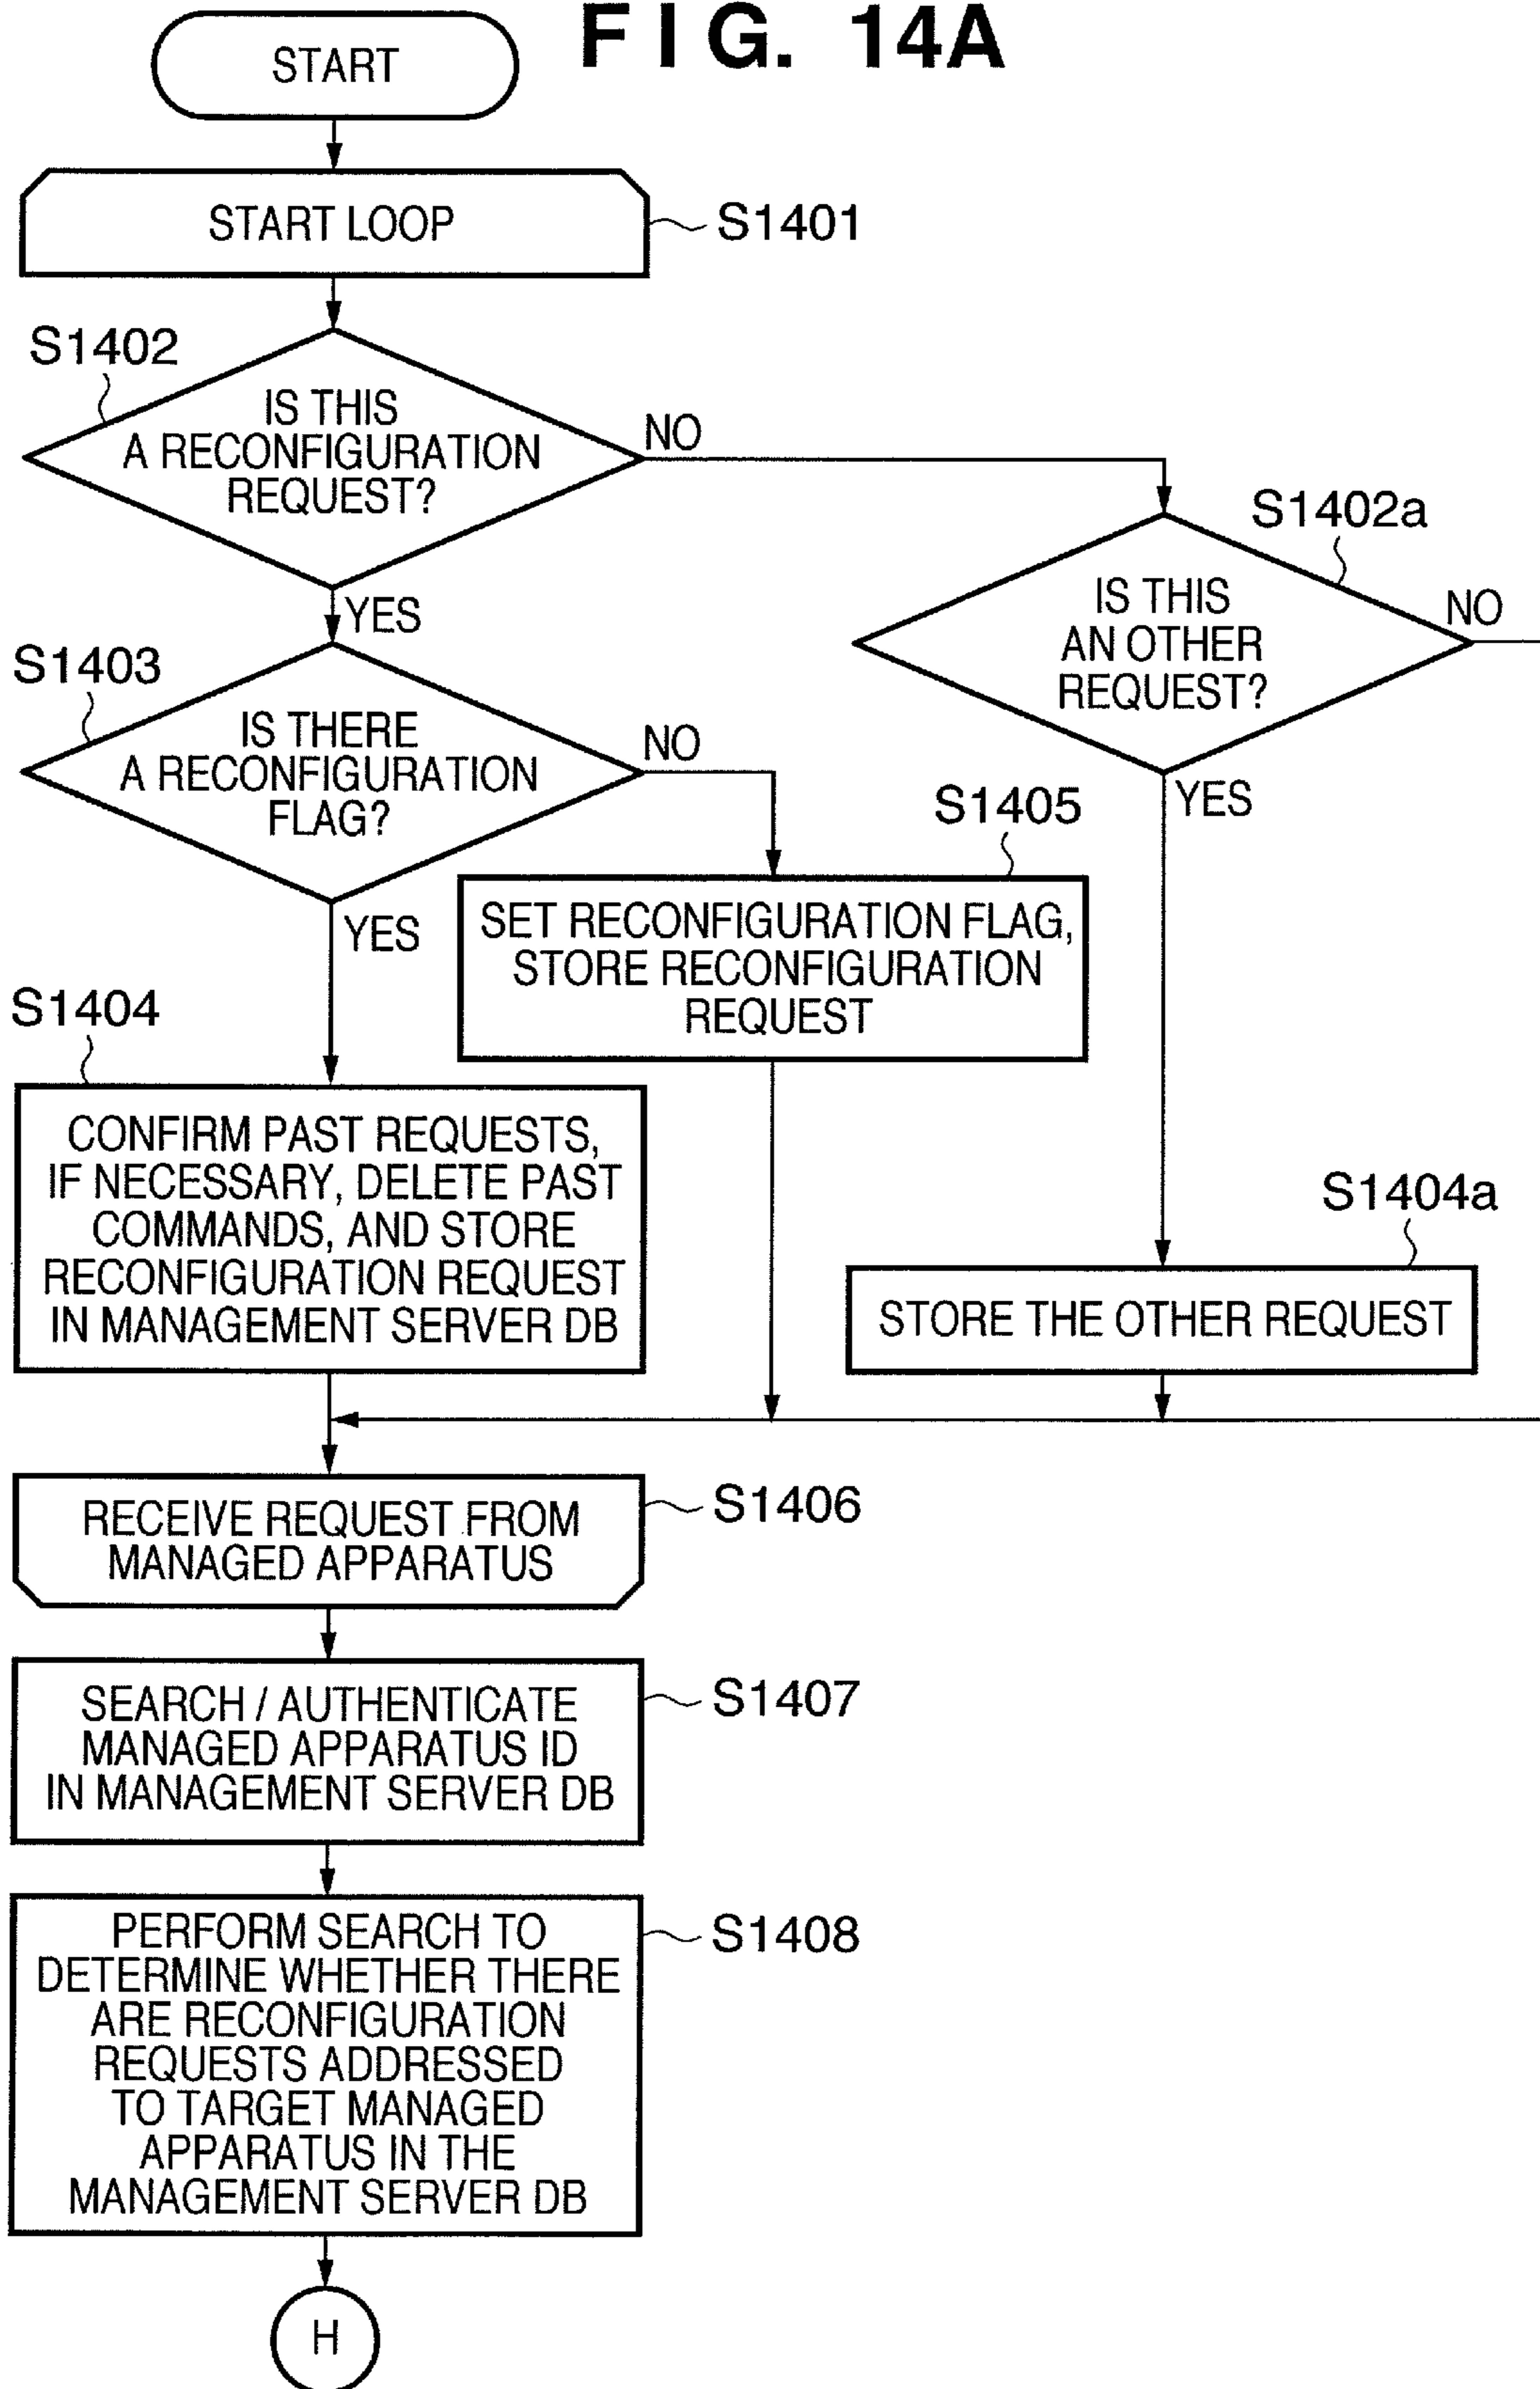 FIG. 14A
START
START LOOP
S1401
S1402
IS THIS
A RECONFIGURATION
REQUEST?
NO
YES
S1402a
IS THIS
AN OTHER
REQUEST?
NO
YES
S1403
IS THERE
A RECONFIGURATION
FLAG?
NO
YES
S1405
SET RECONFIGURATION FLAG,
STORE RECONFIGURATION
REQUEST
S1404
CONFIRM PAST REQUESTS,
IF NECESSARY, DELETE PAST
COMMANDS, AND STORE
RECONFIGURATION REQUEST
IN MANAGEMENT SERVER DB
S1404a
STORE THE OTHER REQUEST
RECEIVE REQUEST FROM
MANAGED APPARATUS
S1406
SEARCH / AUTHENTICATE
MANAGED APPARATUS ID
IN MANAGEMENT SERVER DB
S1407
PERFORM SEARCH TO
DETERMINE WHETHER THERE
ARE RECONFIGURATION
REQUESTS ADDRESSED
TO TARGET MANAGED
APPARATUS IN THE
MANAGEMENT SERVER DB
S1408
H